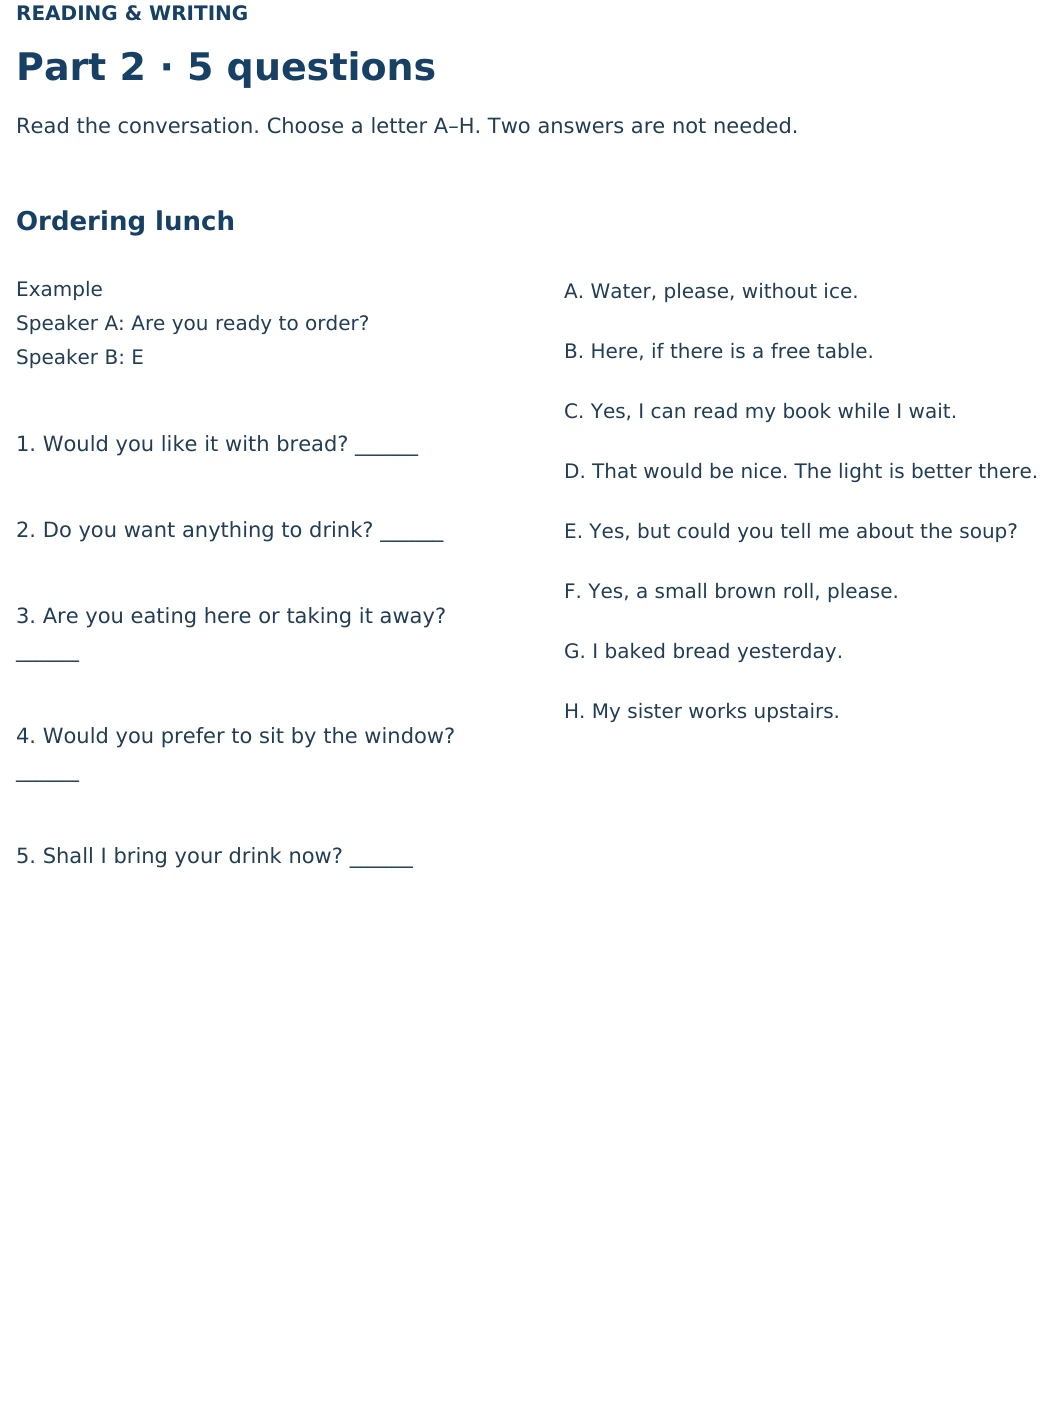 READING & WRITING
Part 2 · 5 questions
Read the conversation. Choose a letter A–H. Two answers are not needed.
Ordering lunch
Example
Speaker A: Are you ready to order?
Speaker B: E
1. Would you like it with bread? ______
2. Do you want anything to drink? ______
3. Are you eating here or taking it away?
______
4. Would you prefer to sit by the window?
______
5. Shall I bring your drink now? ______
A. Water, please, without ice.
B. Here, if there is a free table.
C. Yes, I can read my book while I wait.
D. That would be nice. The light is better there.
E. Yes, but could you tell me about the soup?
F. Yes, a small brown roll, please.
G. I baked bread yesterday.
H. My sister works upstairs.